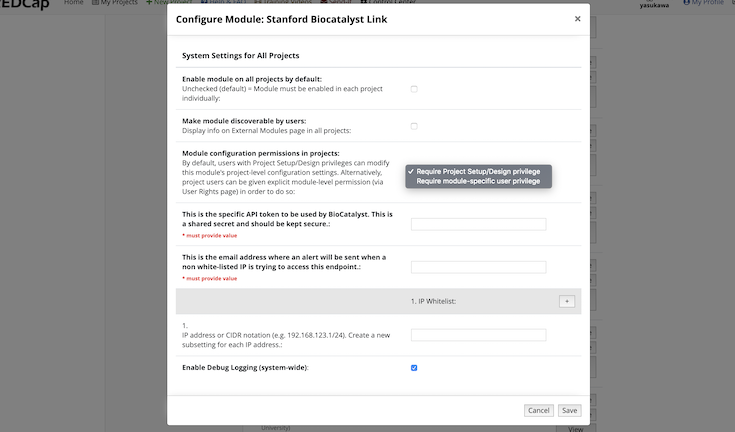 EDCap
Home
My Projects
Control Center
My Profile
yasukawa
Configure Module: Stanford Biocatalyst Link
×
System Settings for All Projects
Enable module on all projects by default:
Unchecked (default) = Module must be enabled in each project
individually:
Make module discoverable by users:
Display info on External Modules page in all projects:
Module configuration permissions in projects:
By default, users with Project Setup/Design privileges can modify
this module's project-level configuration settings. Alternatively,
project users can be given explicit module-level permission (via
User Rights page) in order to do so:
✓ Require Project Setup/Design privilege
Require module-specific user privilege
This is the specific API token to be used by BioCatalyst. This is
a shared secret and should be kept secure.:
* must provide value
This is the email address where an alert will be sent when a
non white-listed IP is trying to access this endpoint.:
* must provide value
1. IP Whitelist:
+
1.
IP address or CIDR notation (e.g. 192.168.123.1/24). Create a new
subsetting for each IP address.:
Enable Debug Logging (system-wide):
Cancel
Save
University)
View